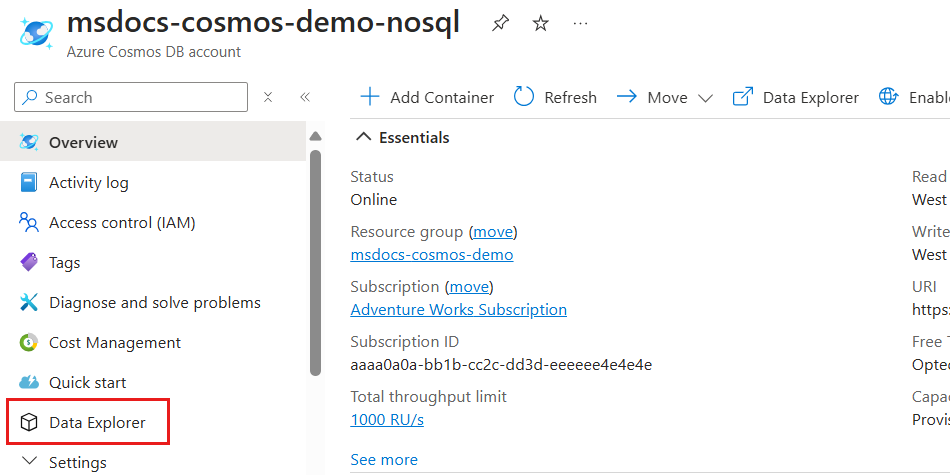 msdocs-cosmos-demo-nosql
Azure Cosmos DB account
Search
Overview
Activity log
Access control (IAM)
Tags
Diagnose and solve problems
Cost Management
Quick start
Data Explorer
Settings
Add Container Refresh Move Data Explorer Enabl
Essentials
Status
Online
Resource group (move)
msdocs-cosmos-demo
Subscription (move)
Adventure Works Subscription
Subscription ID
aaaa0a0a-bb1b-cc2c-dd3d-eeeeee4e4e4e
Total throughput limit
1000 RU/s
See more
Read
West
Write
West
URI
https:
Free T
Optec
Capac
Provis